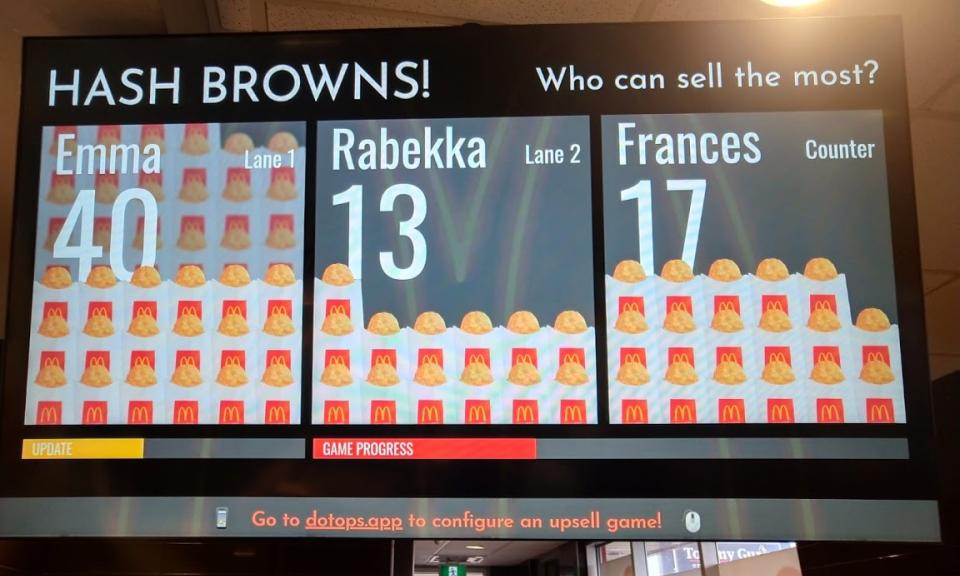 HASH BROWNS!
Who can sell the most?
Emma
Lane 1
40
Rabekka
Lane 2
13
Frances
Counter
17
UPDATE
GAME PROGRESS
Go to dotops.app to configure an upsell game!